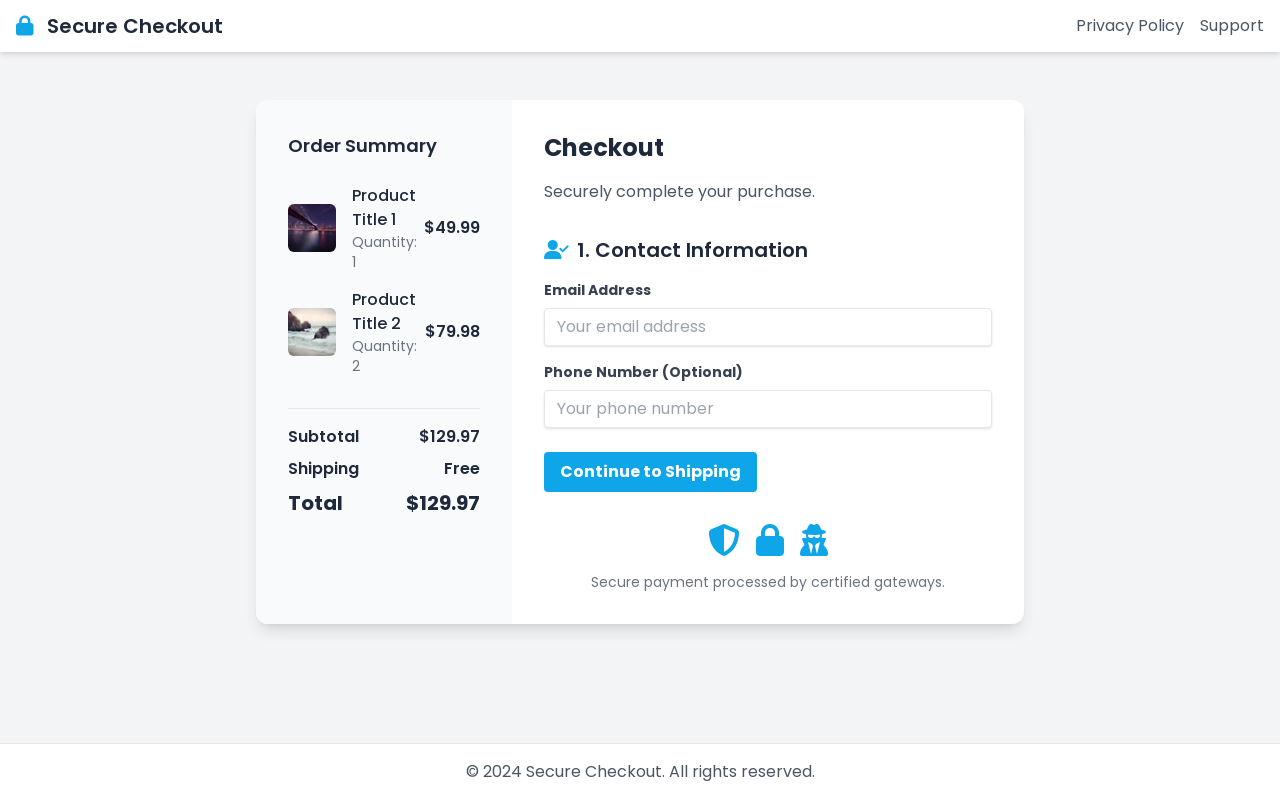 Secure Checkout
Privacy Policy
Support
Order Summary
Product
Title 1
Quantity:
1
$49.99
Product
Title 2
Quantity:
2
$79.98
Subtotal $129.97
Shipping Free
Total $129.97
Checkout
Securely complete your purchase.
1. Contact Information
Email Address
Your email address
Phone Number (Optional)
Your phone number
Continue to Shipping
Secure payment processed by certified gateways.
© 2024 Secure Checkout. All rights reserved.